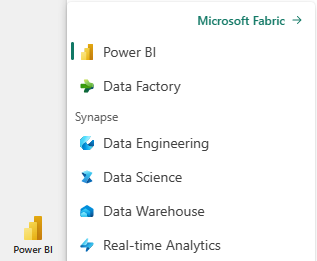 Microsoft Fabric →
Power BI
Data Factory
Synapse
Data Engineering
Data Science
Data Warehouse
Real-time Analytics
Power BI